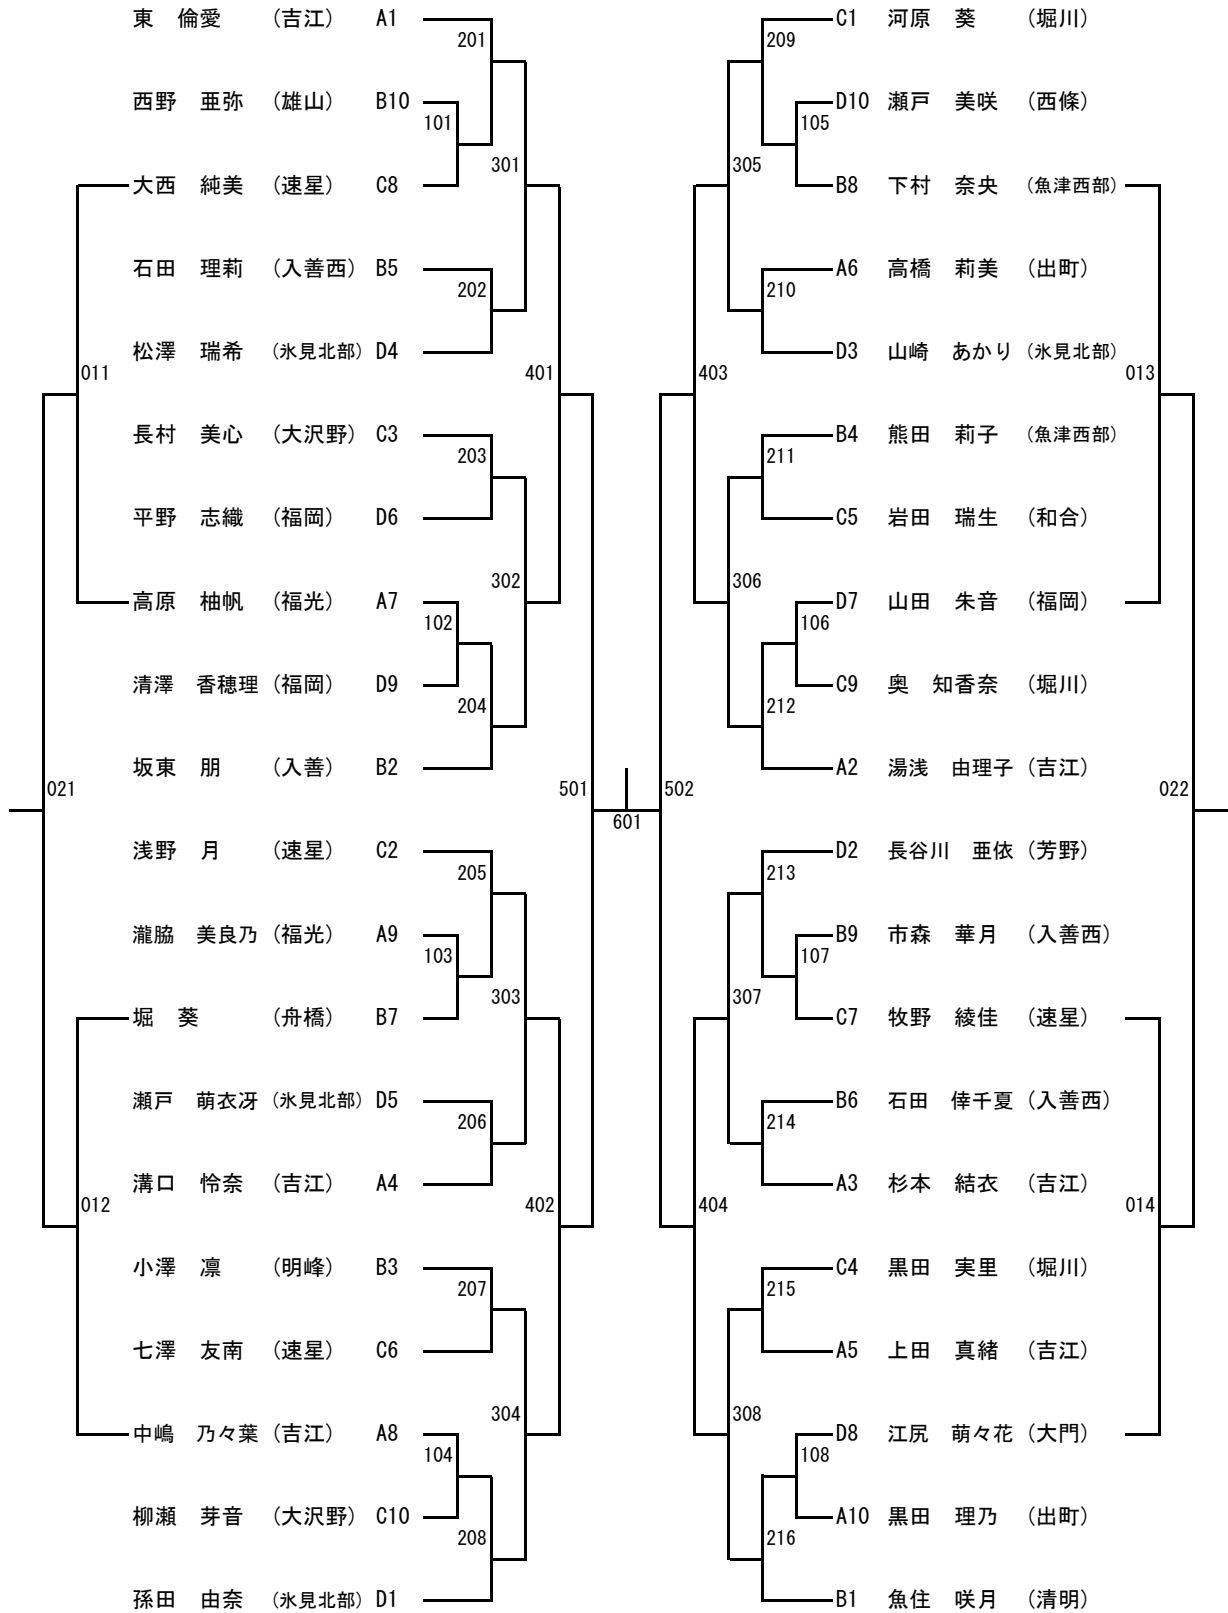 東　倫愛 （吉江） A1
201
西野　亜弥 （雄山） B10
101
大西　純美 （速星） C8
301
石田　理莉 （入善西） B5
202
松澤　瑞希 （氷見北部） D4
011
401
長村　美心 （大沢野） C3
203
平野　志織 （福岡） D6
302
高原　柚帆 （福光） A7
102
清澤　香穂理 （福岡） D9
204
坂東　朋 （入善） B2
021
501
浅野　月 （速星） C2
205
瀧脇　美良乃 （福光） A9
103
303
堀　葵 （舟橋） B7
瀬戸　萌衣冴 （氷見北部） D5
206
溝口　怜奈 （吉江） A4
012
402
小澤　凛 （明峰） B3
207
七澤　友南 （速星） C6
304
中嶋　乃々葉 （吉江） A8
104
柳瀬　芽音 （大沢野） C10
208
孫田　由奈 （氷見北部） D1
601
C1 河原　葵 （堀川）
209
D10 瀬戸　美咲 （西條）
105
305
B8 下村　奈央 （魚津西部）
A6 高橋　莉美 （出町）
210
D3 山崎　あかり （氷見北部）
403
013
B4 熊田　莉子 （魚津西部）
211
C5 岩田　瑞生 （和合）
306
D7 山田　朱音 （福岡）
106
C9 奥　知香奈 （堀川）
212
A2 湯浅　由理子 （吉江）
502
022
D2 長谷川　亜依 （芳野）
213
B9 市森　華月 （入善西）
107
307
C7 牧野　綾佳 （速星）
B6 石田　倖千夏 （入善西）
214
A3 杉本　結衣 （吉江）
404
014
C4 黒田　実里 （堀川）
215
A5 上田　真緒 （吉江）
308
D8 江尻　萌々花 （大門）
108
A10 黒田　理乃 （出町）
216
B1 魚住　咲月 （清明）